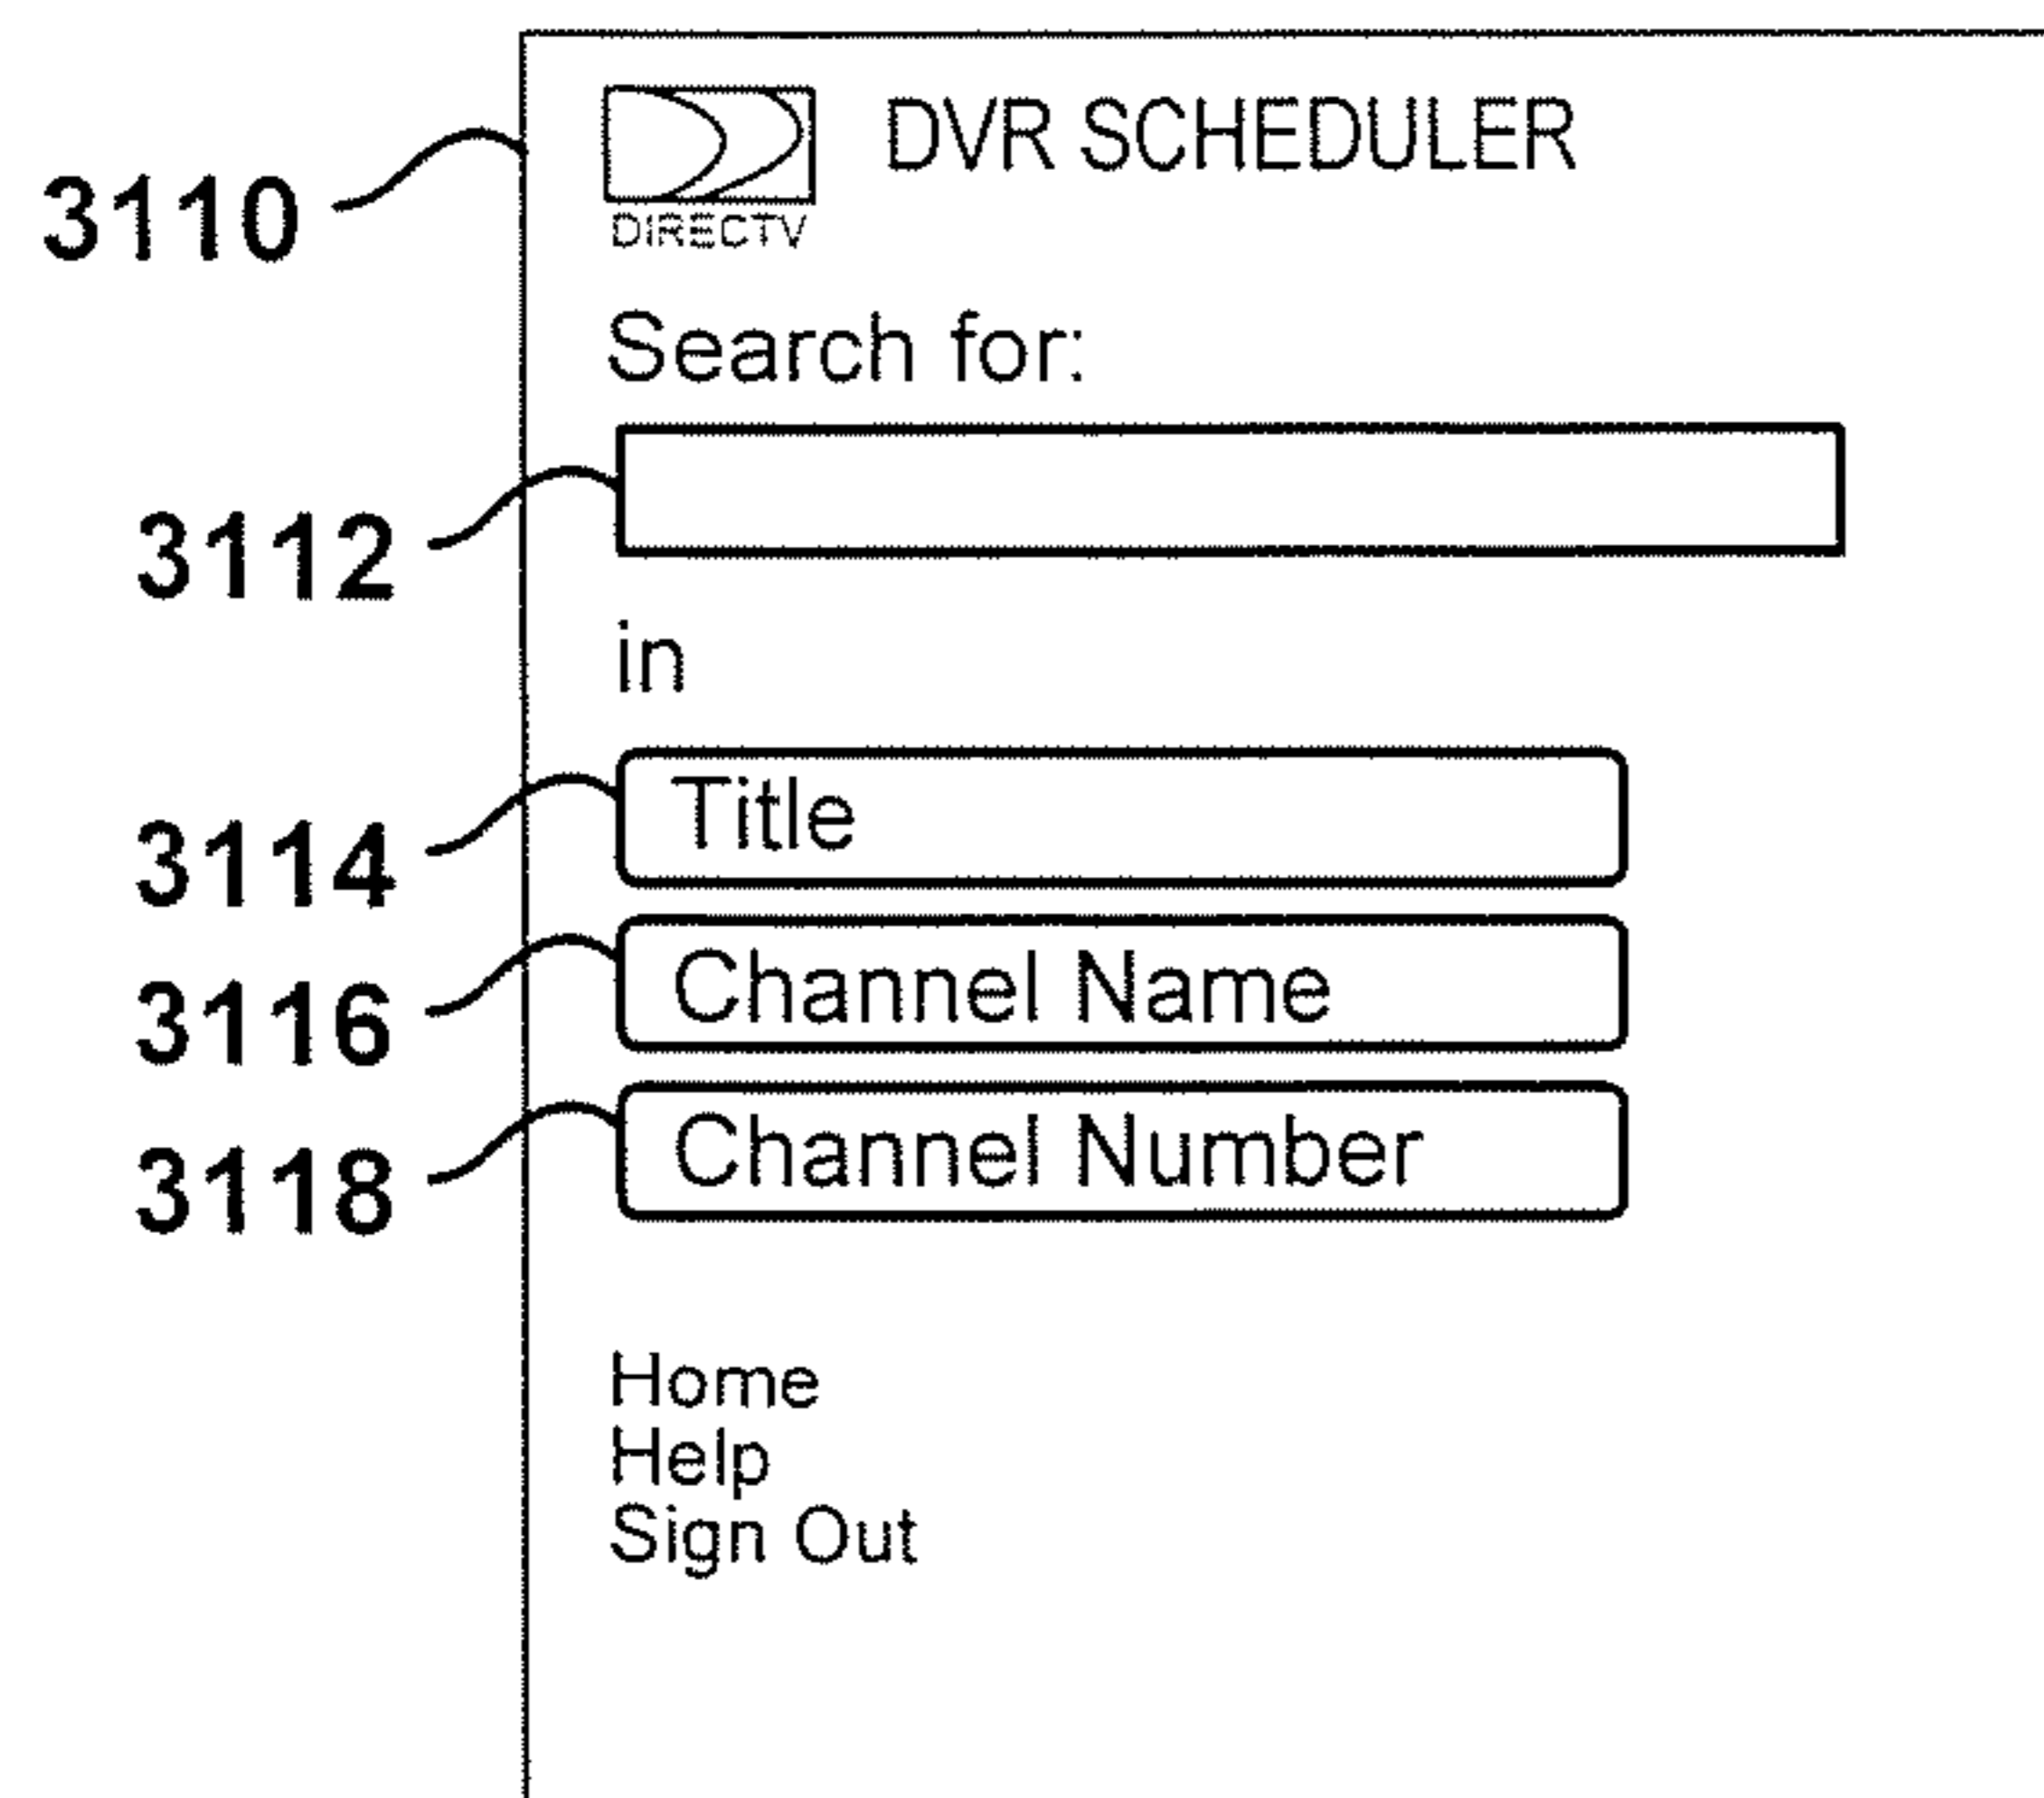 3110
DVR SCHEDULER
DIRECTV
Search for:
3112
in
3114 Title
3116 Channel Name
3118 Channel Number
Home
Help
Sign Out